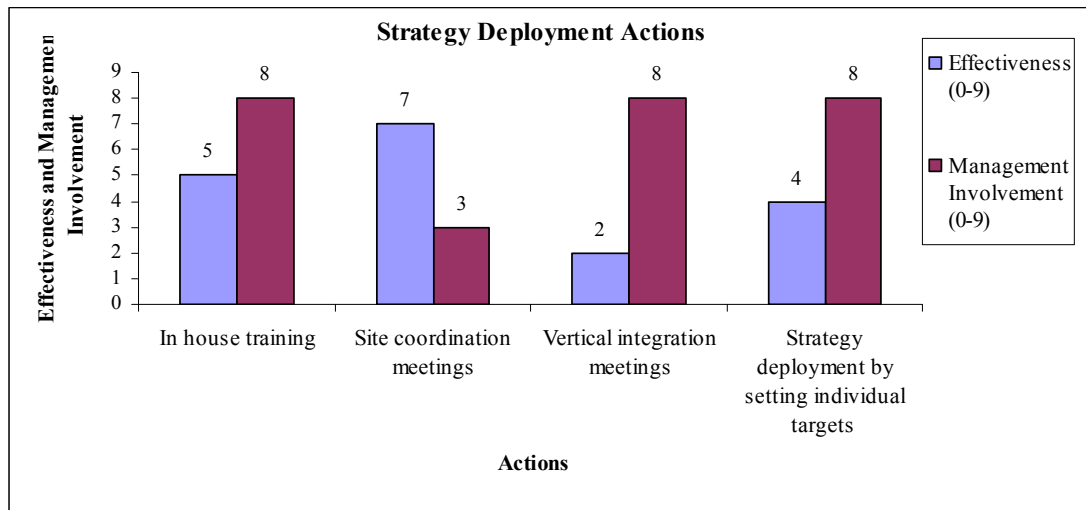 Strategy Deployment Actions
Effectiveness and Managemen
Involvement
9
8
7
6
5
4
3
2
1
0
5
8
7
3
2
8
4
8
In house training
Site coordination
meetings
Vertical integration
meetings
Strategy
deployment by
setting individual
targets
Actions
Effectiveness
(0-9)
Management
Involvement
(0-9)